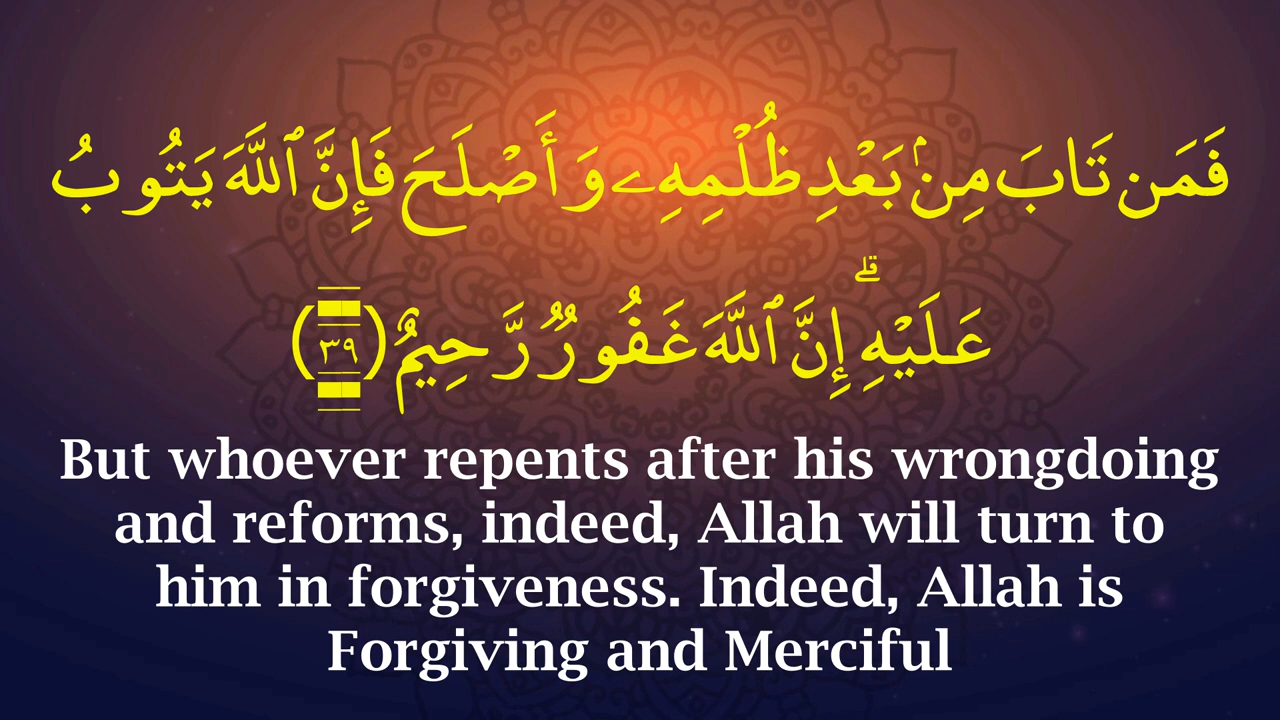 فَمَن تَابَ مِنۢ بَعْدِ ظُلْمِهِۦ وَأَصْلَحَ فَإِنَّ ٱللَّهَ يَتُوبُ
عَلَيْهِ ۗ إِنَّ ٱللَّهَ غَفُورٌ رَّحِيمٌ (٣٩)
But whoever repents after his wrongdoing
and reforms, indeed, Allah will turn to
him in forgiveness. Indeed, Allah is
Forgiving and Merciful